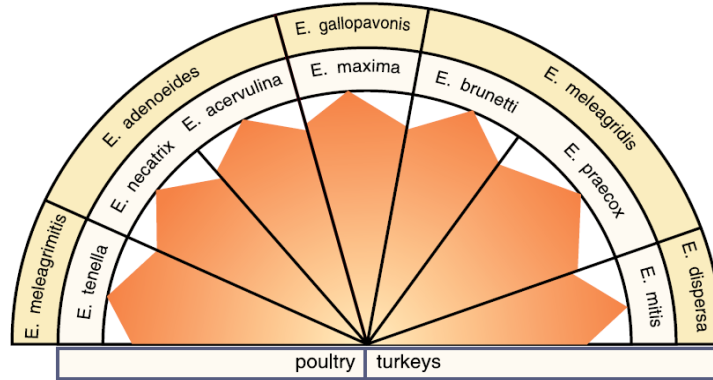 E. meleagrimitis
E. adenoeides
E. gallopavonis
E. meleagridis
E. dispersa
E. tenella
E. necatrix
E. acervulina
E. maxima
E. brunetti
E. praecox
E. mitis
poultry
turkeys